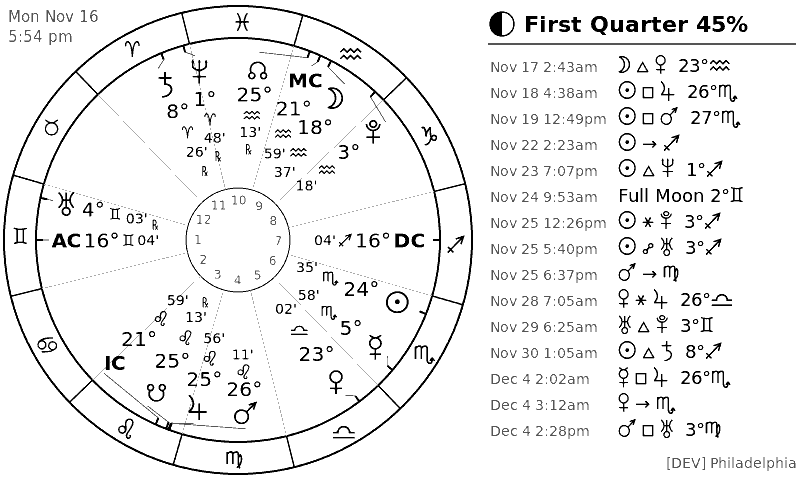 Mon Nov 16
5:54 pm
♓
♒
♑
♐
♏
♎
♍
♌
♋
♊
♉
♈
♄ 8° ♈ 26' ℞
♆ 1° ♈ 48' ℞
☊ 25° ♒ 13' ℞
MC 21° ♒ 59'
☽ 18° ♒ 37'
♇ 3° ♒ 18'
♅ 4° ♊ 03' ℞
AC 16° ♊ 04'
04' ♐ 16° DC
35' ♏ 24° ☉
58' ♏ 5° ☿
02' ♎ 23° ♀
11' ♌ 26° ♂
56' ♌ 25° ♃
℞ 13' ♌ 25° ☋
59' ♌ 21° IC
1
2
3
4
5
6
7
8
9
10
11
12
First Quarter 45%
Nov 17 2:43am ☽ △ ♀ 23°♒
Nov 18 4:38am ☉ □ ♃ 26°♏
Nov 19 12:49pm ☉ □ ♂ 27°♏
Nov 22 2:23am ☉ → ♐
Nov 23 7:07pm ☉ △ ♆ 1°♐
Nov 24 9:53am Full Moon 2°♊
Nov 25 12:26pm ☉ ⚹ ♇ 3°♐
Nov 25 5:40pm ☉ ☍ ♅ 3°♐
Nov 25 6:37pm ♂ → ♍
Nov 28 7:05am ♀ ⚹ ♃ 26°♎
Nov 29 6:25am ♅ △ ♇ 3°♊
Nov 30 1:05am ☉ △ ♄ 8°♐
Dec 4 2:02am ☿ □ ♃ 26°♏
Dec 4 3:12am ♀ → ♏
Dec 4 2:28pm ♂ □ ♅ 3°♍
[DEV] Philadelphia